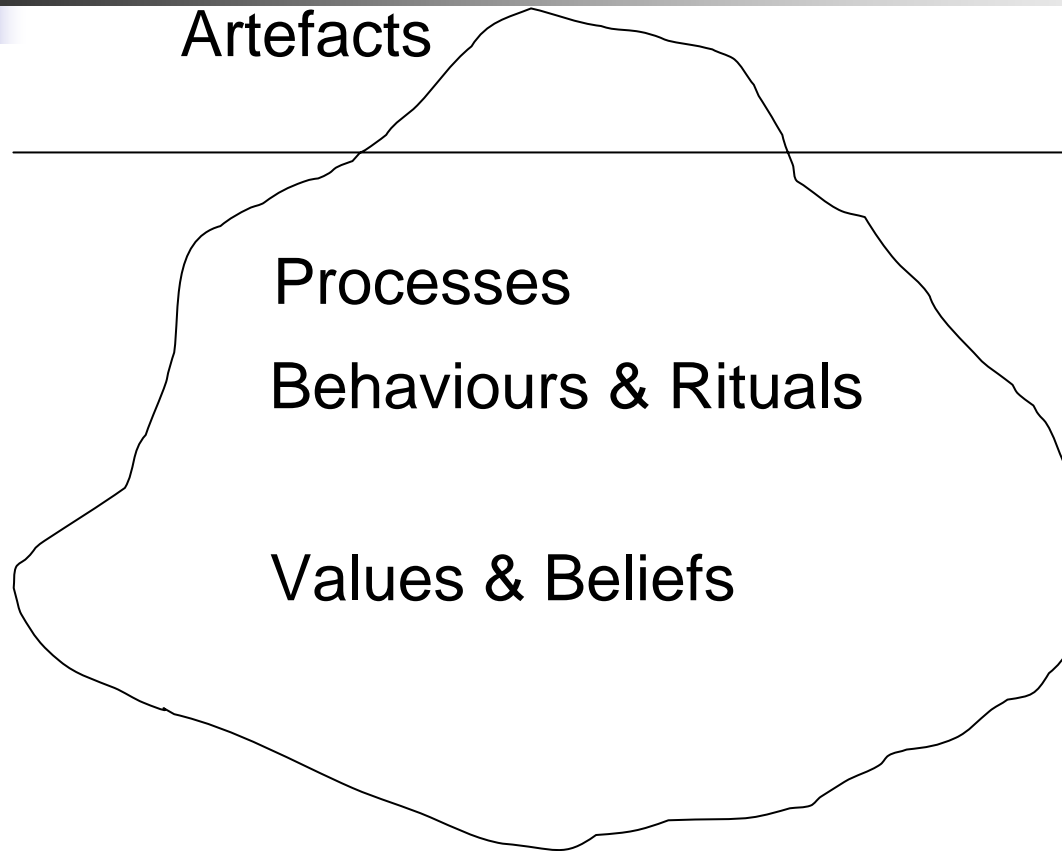 Artefacts
Processes
Behaviours & Rituals
Values & Beliefs